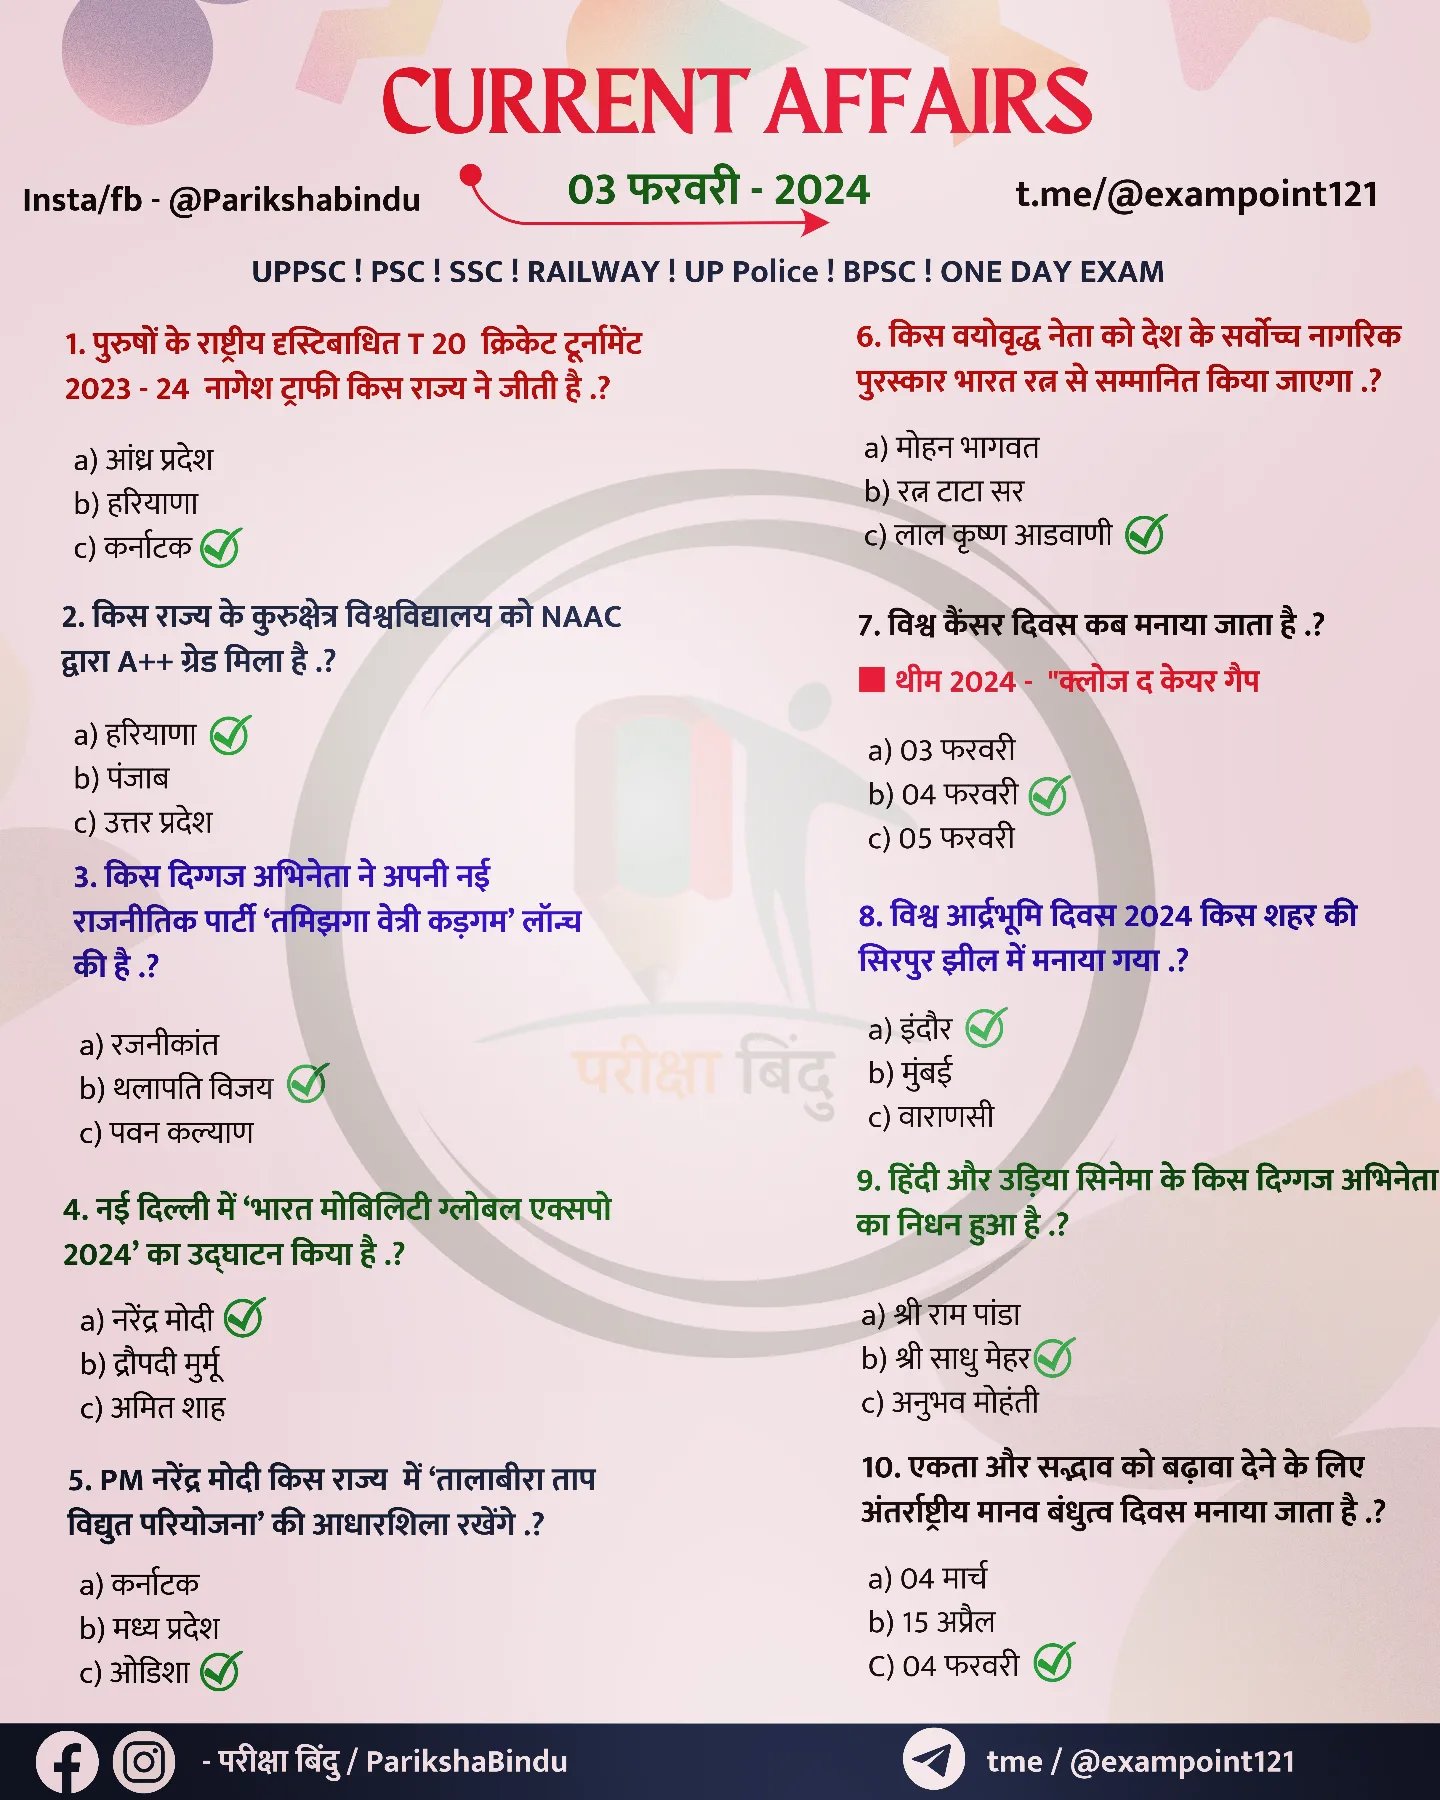 CURRENT AFFAIRS
Insta/fb - @Parikshabindu
03 फरवरी - 2024
t.me/@exampoint121
UPPSC ! PSC ! SSC ! RAILWAY ! UP Police ! BPSC ! ONE DAY EXAM
1. पुरुषों के राष्ट्रीय दृस्टिबाधित T 20 क्रिकेट टूर्नामेंट
2023 - 24 नागेश ट्राफी किस राज्य ने जीती है .?
a) आंध्र प्रदेश
b) हरियाणा
c) कर्नाटक
2. किस राज्य के कुरुक्षेत्र विश्वविद्यालय को NAAC
द्वारा A++ ग्रेड मिला है .?
a) हरियाणा
b) पंजाब
c) उत्तर प्रदेश
3. किस दिग्गज अभिनेता ने अपनी नई
राजनीतिक पार्टी ‘तमिझगा वेत्री कड़गम’ लॉन्च
की है .?
a) रजनीकांत
b) थलापति विजय
c) पवन कल्याण
4. नई दिल्ली में ‘भारत मोबिलिटी ग्लोबल एक्सपो
2024’ का उद्घाटन किया है .?
a) नरेंद्र मोदी
b) द्रौपदी मुर्मू
c) अमित शाह
5. PM नरेंद्र मोदी किस राज्य में ‘तालाबीरा ताप
विद्युत परियोजना’ की आधारशिला रखेंगे .?
a) कर्नाटक
b) मध्य प्रदेश
c) ओडिशा
6. किस वयोवृद्ध नेता को देश के सर्वोच्च नागरिक
पुरस्कार भारत रत्न से सम्मानित किया जाएगा .?
a) मोहन भागवत
b) रत्न टाटा सर
c) लाल कृष्ण आडवाणी
7. विश्व कैंसर दिवस कब मनाया जाता है .?
थीम 2024 - "क्लोज द केयर गैप
a) 03 फरवरी
b) 04 फरवरी
c) 05 फरवरी
8. विश्व आर्द्रभूमि दिवस 2024 किस शहर की
सिरपुर झील में मनाया गया .?
a) इंदौर
b) मुंबई
c) वाराणसी
9. हिंदी और उड़िया सिनेमा के किस दिग्गज अभिनेता
का निधन हुआ है .?
a) श्री राम पांडा
b) श्री साधु मेहर
c) अनुभव मोहंती
10. एकता और सद्भाव को बढ़ावा देने के लिए
अंतर्राष्ट्रीय मानव बंधुत्व दिवस मनाया जाता है .?
a) 04 मार्च
b) 15 अप्रैल
C) 04 फरवरी
परीक्षा बिंदु
- परीक्षा बिंदु / ParikshaBindu
tme / @exampoint121